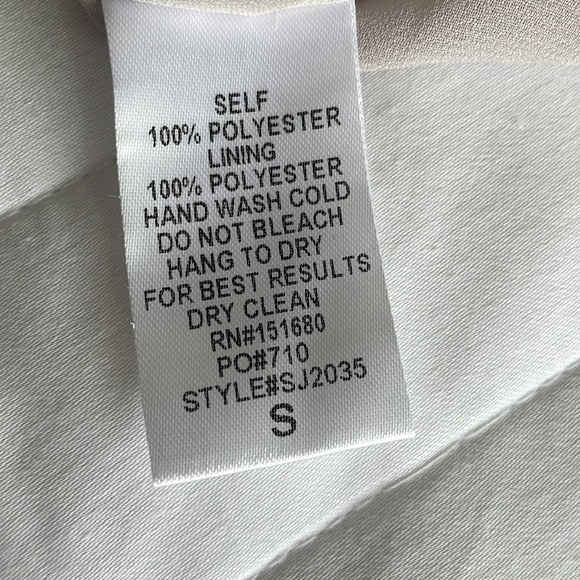 SELF
100% POLYESTER
LINING
100% POLYESTER
HAND WASH COLD
DO NOT BLEACH
HANG TO DRY
FOR BEST RESULTS
DRY CLEAN
RN#151680
PO#710
STYLE#SJ2035
S